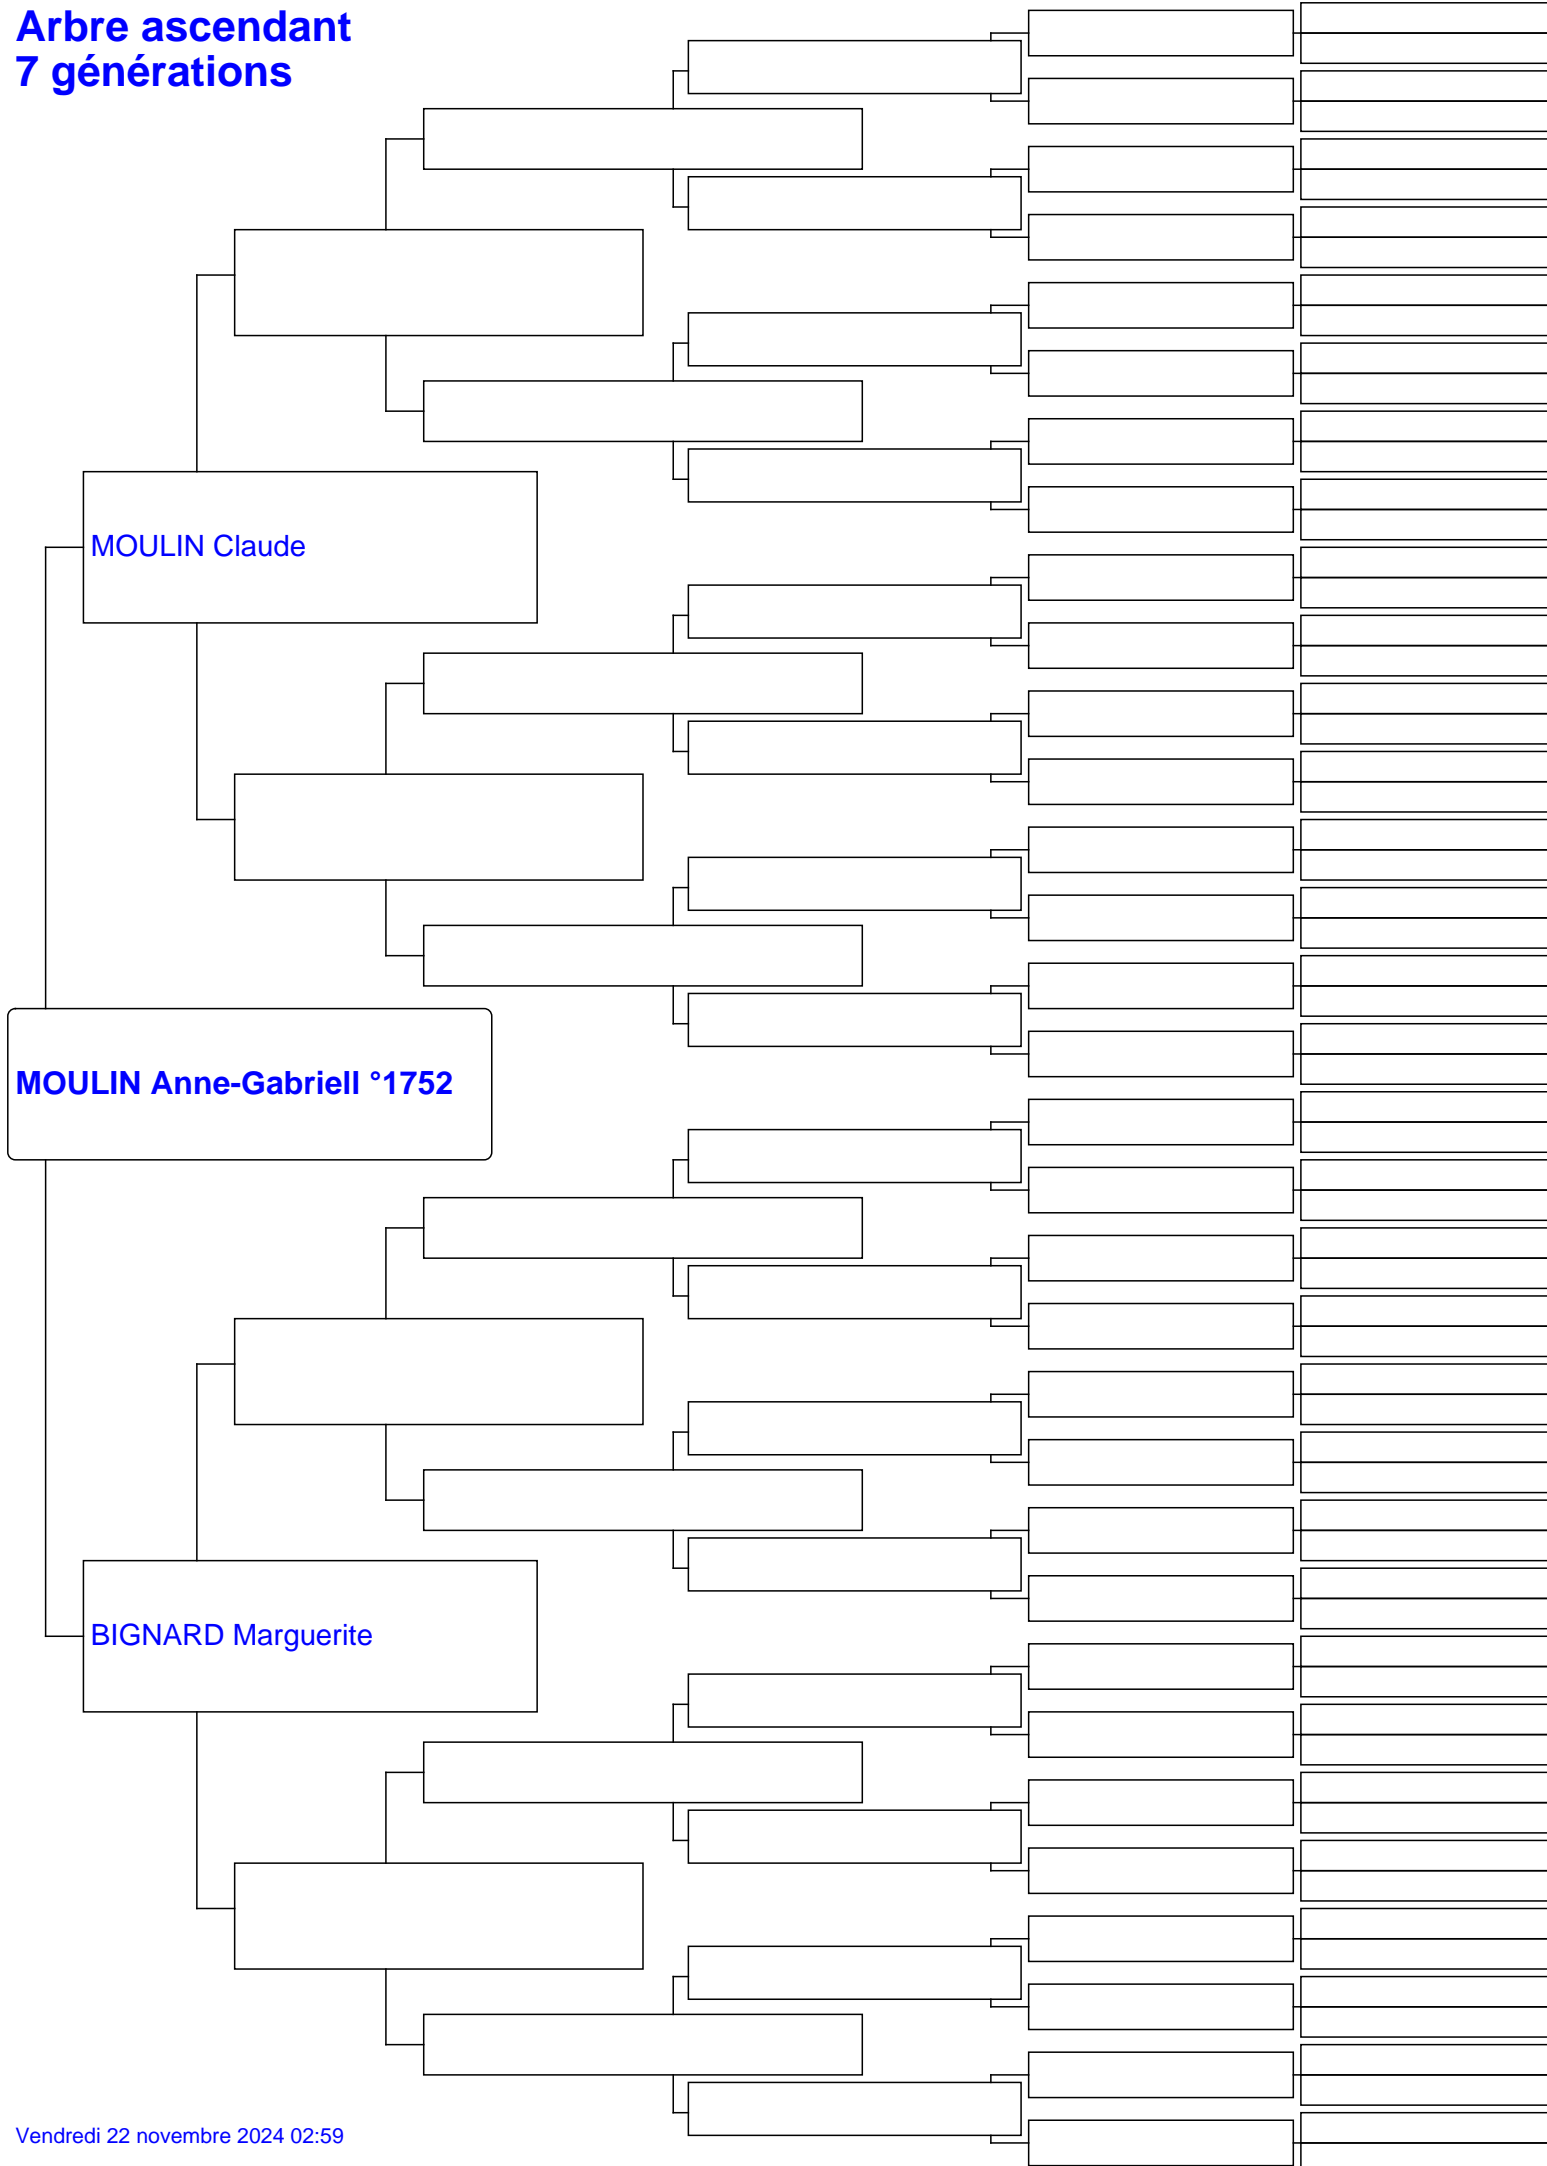 Arbre ascendant
7 générations
MOULIN Claude
MOULIN Anne-Gabriell °1752
BIGNARD Marguerite
Vendredi 22 novembre 2024 02:59